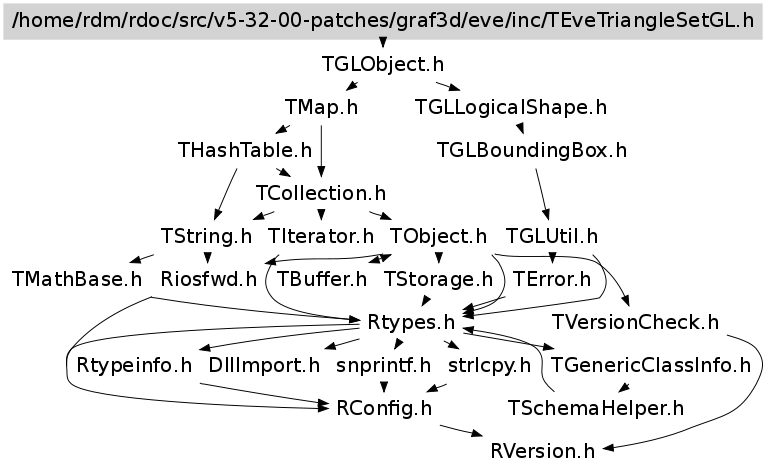 /home/rdm/rdoc/src/v5-32-00-patches/graf3d/eve/inc/TEveTriangleSetGL.h
TGLObject.h
TMap.h TGLLogicalShape.h
THashTable.h TGLBoundingBox.h
TCollection.h
TString.h TIterator.h TObject.h TGLUtil.h
TMathBase.h Riosfwd.h TBuffer.h TStorage.h TError.h
Rtypes.h TVersionCheck.h
Rtypeinfo.h DllImport.h snprintf.h strlcpy.h TGenericClassInfo.h
RConfig.h TSchemaHelper.h
RVersion.h